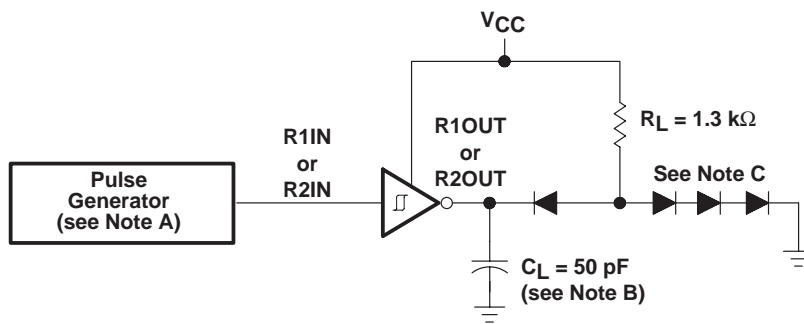 VCC
R1IN
or
R2IN
R1OUT
or
R2OUT
RL = 1.3 kΩ
See Note C
Pulse
Generator
(see Note A)
CL = 50 pF
(see Note B)